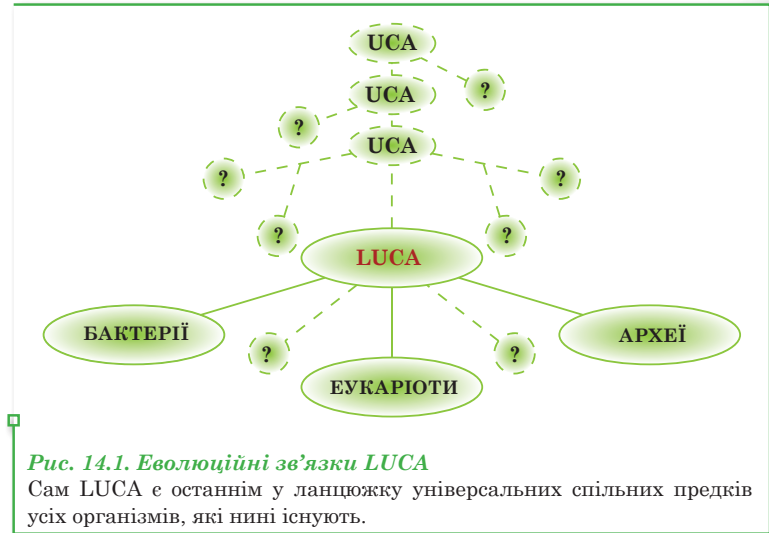 UCA
?
UCA
?
UCA
?
?
?
?
LUCA
БАКТЕРІЇ
АРХЕЇ
?
?
ЕУКАРІОТИ
Рис. 14.1. Еволюційні зв’язки LUCA
Сам LUCA є останнім у ланцюжку універсальних спільних предків
усіх організмів, які нині існують.